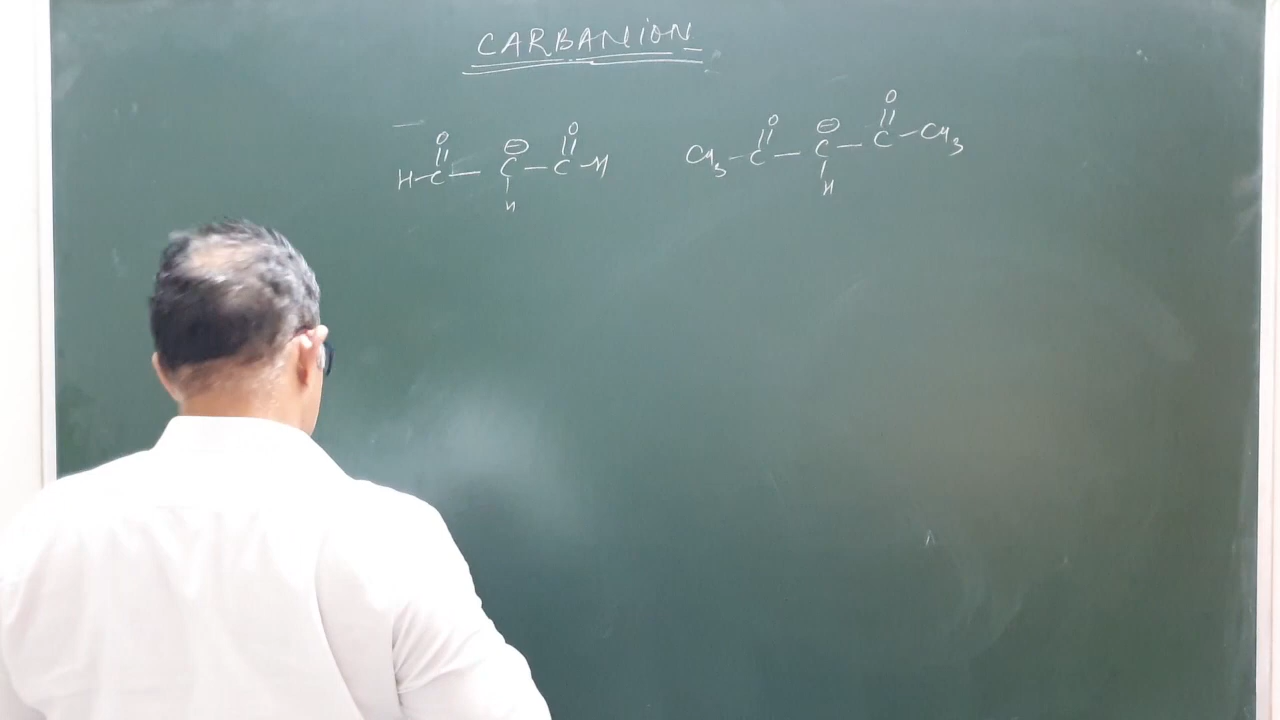 CARBANION
O O O O
|| || || ||
H-C — C⊖ — C-H CH3-C — C⊖ — C-CH3
| |
H H